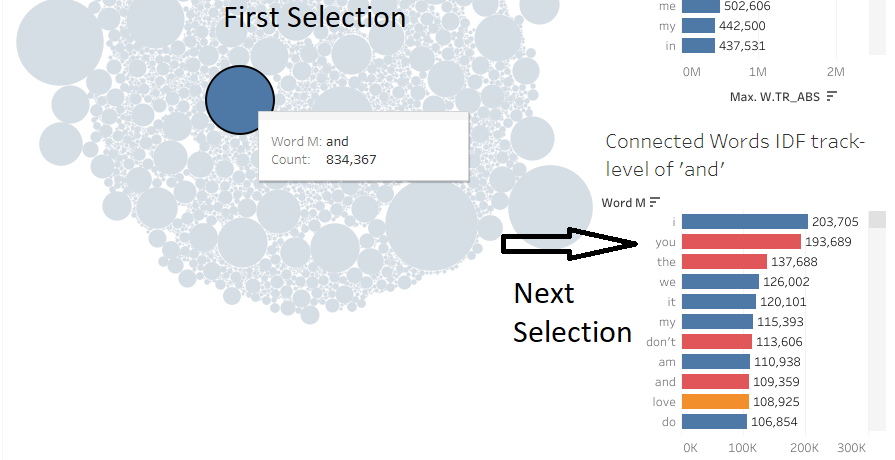 First Selection
me 502,606
my 442,500
in 437,531
0M 1M 2M
Max. W.TR_ABS
Word M: and
Count: 834,367
Connected Words IDF track-
level of 'and'
Word M
i 203,705
you 193,689
the 137,688
we 126,002
it 120,101
my 115,393
don't 113,606
am 110,938
and 109,359
love 108,925
do 106,854
0K 100K 200K 300K
Next
Selection